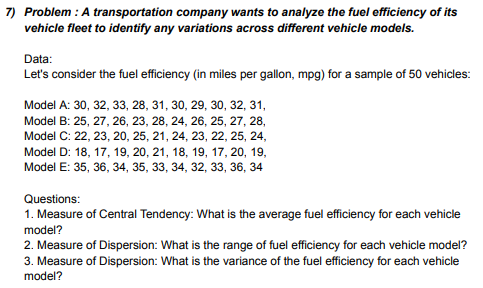 7) Problem : A transportation company wants to analyze the fuel efficiency of its
vehicle fleet to identify any variations across different vehicle models.
Data:
Let's consider the fuel efficiency (in miles per gallon, mpg) for a sample of 50 vehicles:
Model A: 30, 32, 33, 28, 31, 30, 29, 30, 32, 31,
Model B: 25, 27, 26, 23, 28, 24, 26, 25, 27, 28,
Model C: 22, 23, 20, 25, 21, 24, 23, 22, 25, 24,
Model D: 18, 17, 19, 20, 21, 18, 19, 17, 20, 19,
Model E: 35, 36, 34, 35, 33, 34, 32, 33, 36, 34
Questions:
1. Measure of Central Tendency: What is the average fuel efficiency for each vehicle
model?
2. Measure of Dispersion: What is the range of fuel efficiency for each vehicle model?
3. Measure of Dispersion: What is the variance of the fuel efficiency for each vehicle
model?